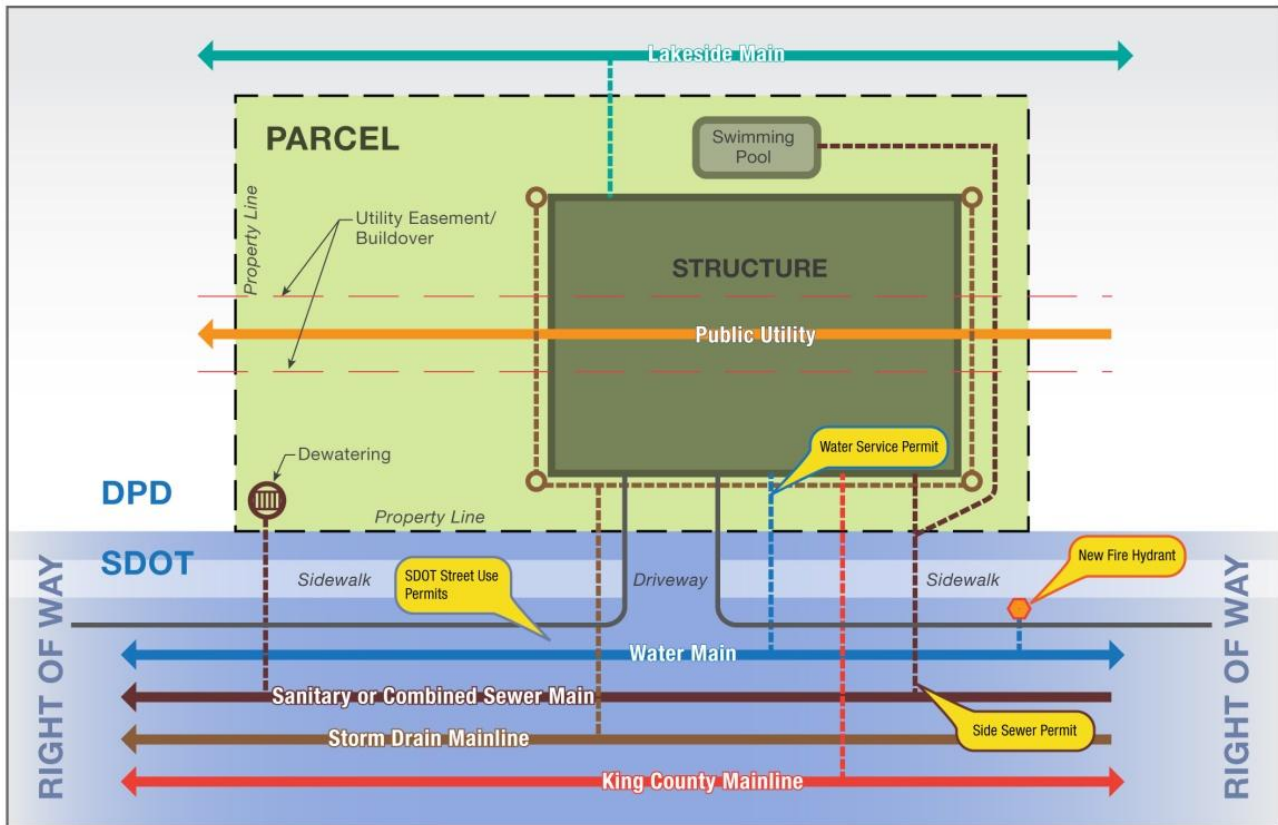 Lakeside Main
PARCEL
Swimming
Pool
Property Line
Utility Easement/
Buildover
STRUCTURE
Public Utility
Water Service Permit
Dewatering
DPD
Property Line
SDOT
RIGHT OF WAY
Sidewalk
SDOT Street Use
Permits
Driveway
Sidewalk
New Fire Hydrant
RIGHT OF WAY
Water Main
Sanitary or Combined Sewer Main
Side Sewer Permit
Storm Drain Mainline
King County Mainline